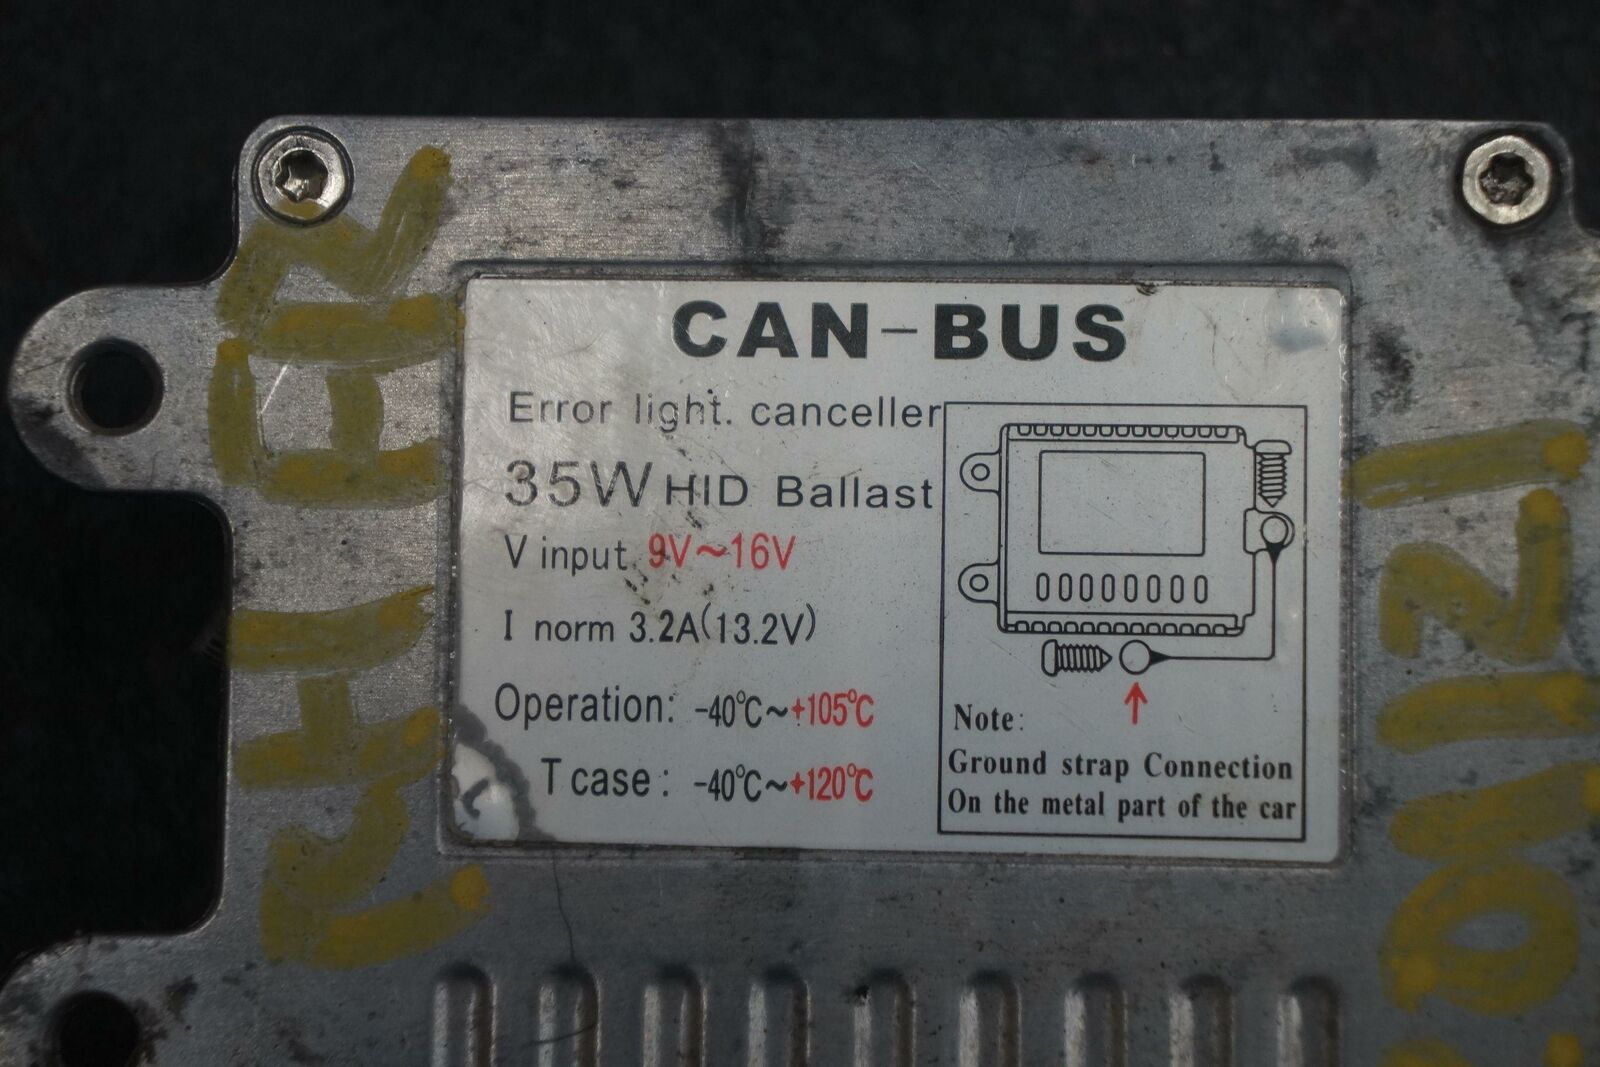 CAN-BUS
Error light. canceller
35W HID Ballast
V input 9V~16V
I norm 3.2A(13.2V)
Operation: -40℃~+105℃
T case: -40℃~+120℃
Note:
Ground strap Connection
On the metal part of the car